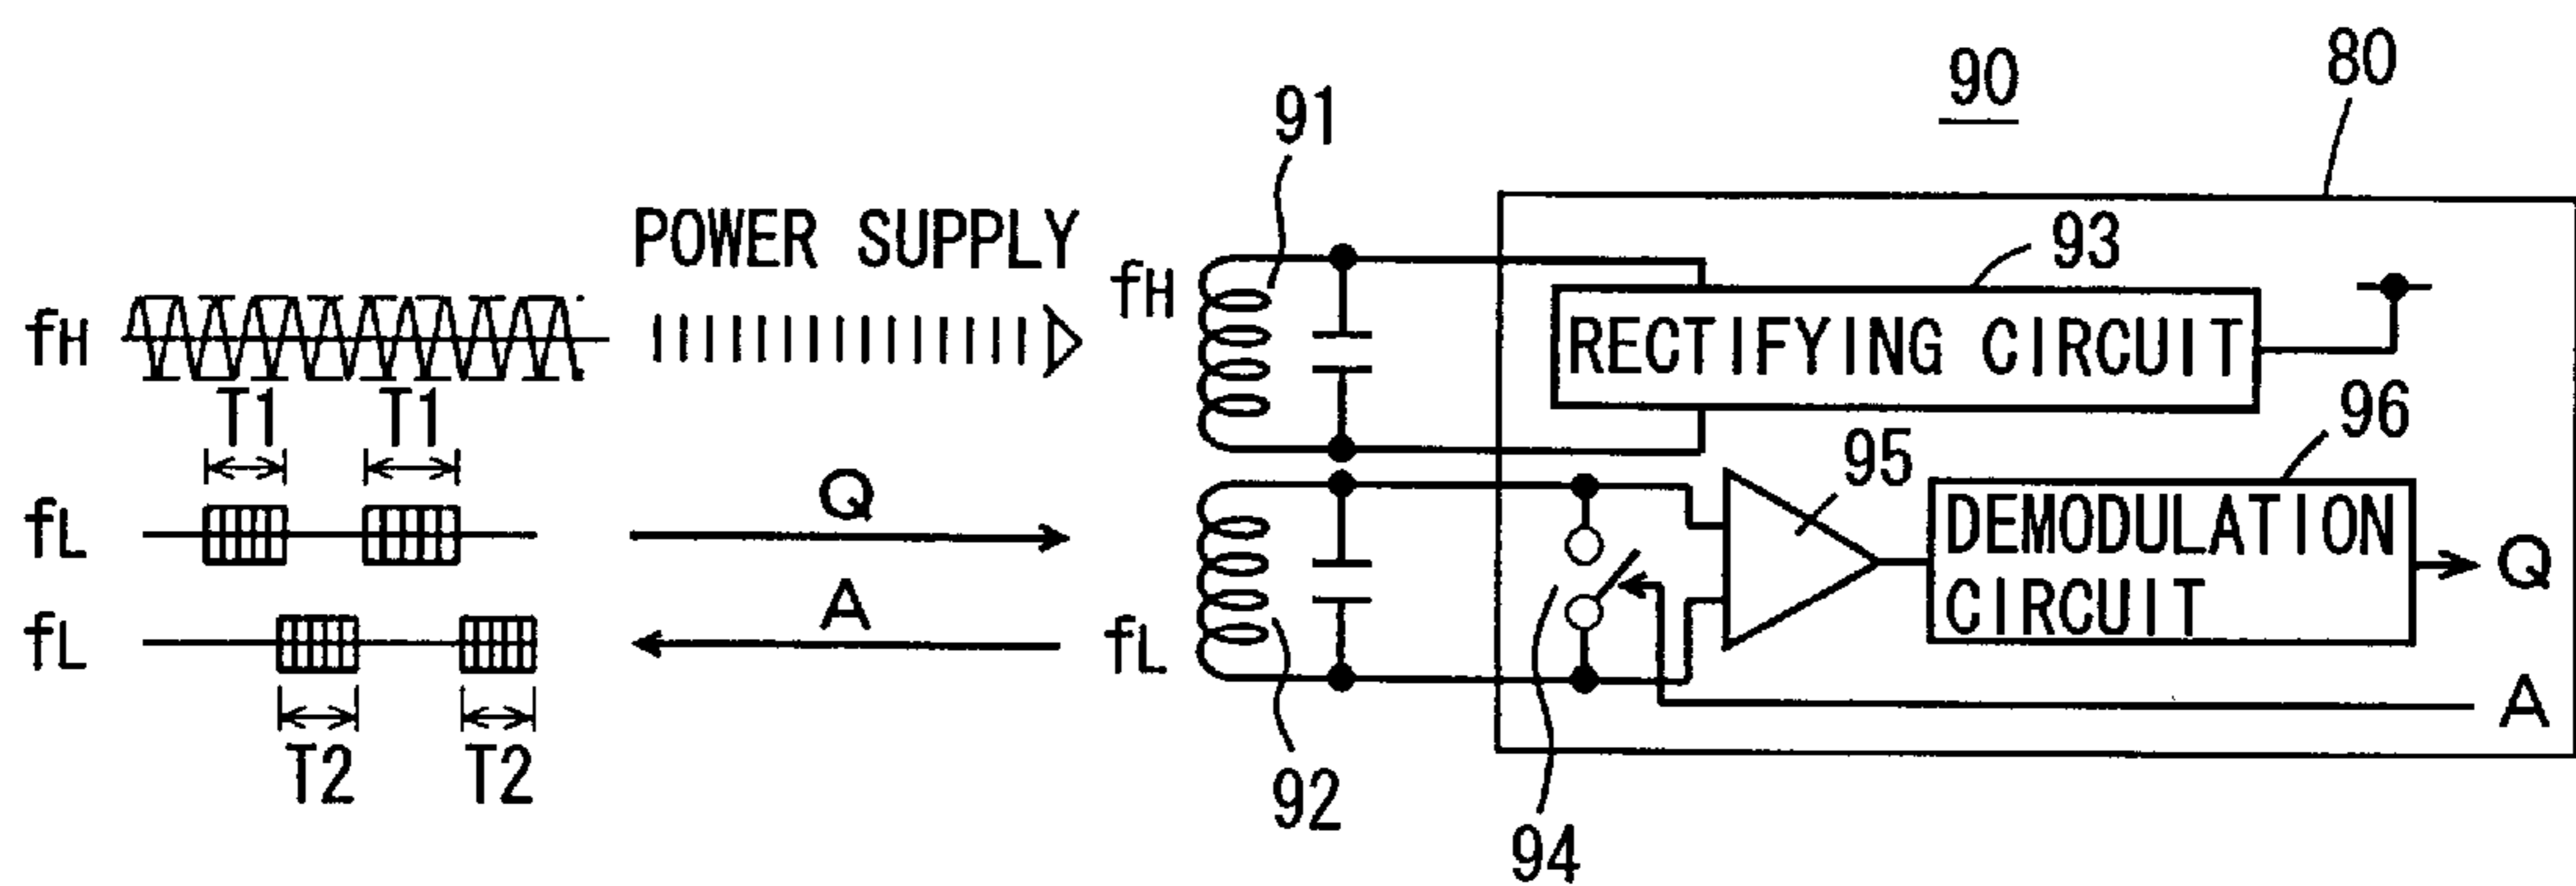 80
90
91
POWER SUPPLY
93
fH
fH
RECTIFYING CIRCUIT
T1 T1
96
95
Q
fL
DEMODULATION
CIRCUIT
Q
A
fL
fL
A
T2 T2
92
94